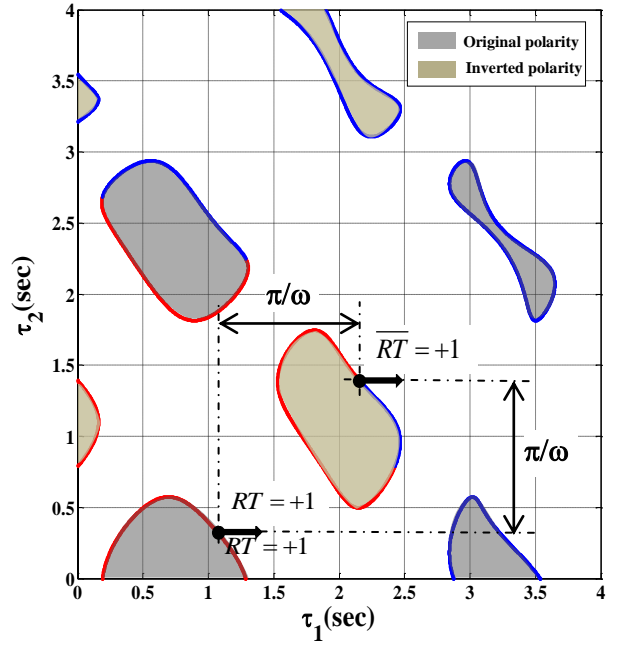 4
3.5
3
2.5
2
1.5
1
0.5
0
τ₂(sec)
Original polarity
Inverted polarity
π/ω
R̅T̅ = +1
π/ω
RT = +1
RT = +1
0 0.5 1 1.5 2 2.5 3 3.5 4
τ₁(sec)